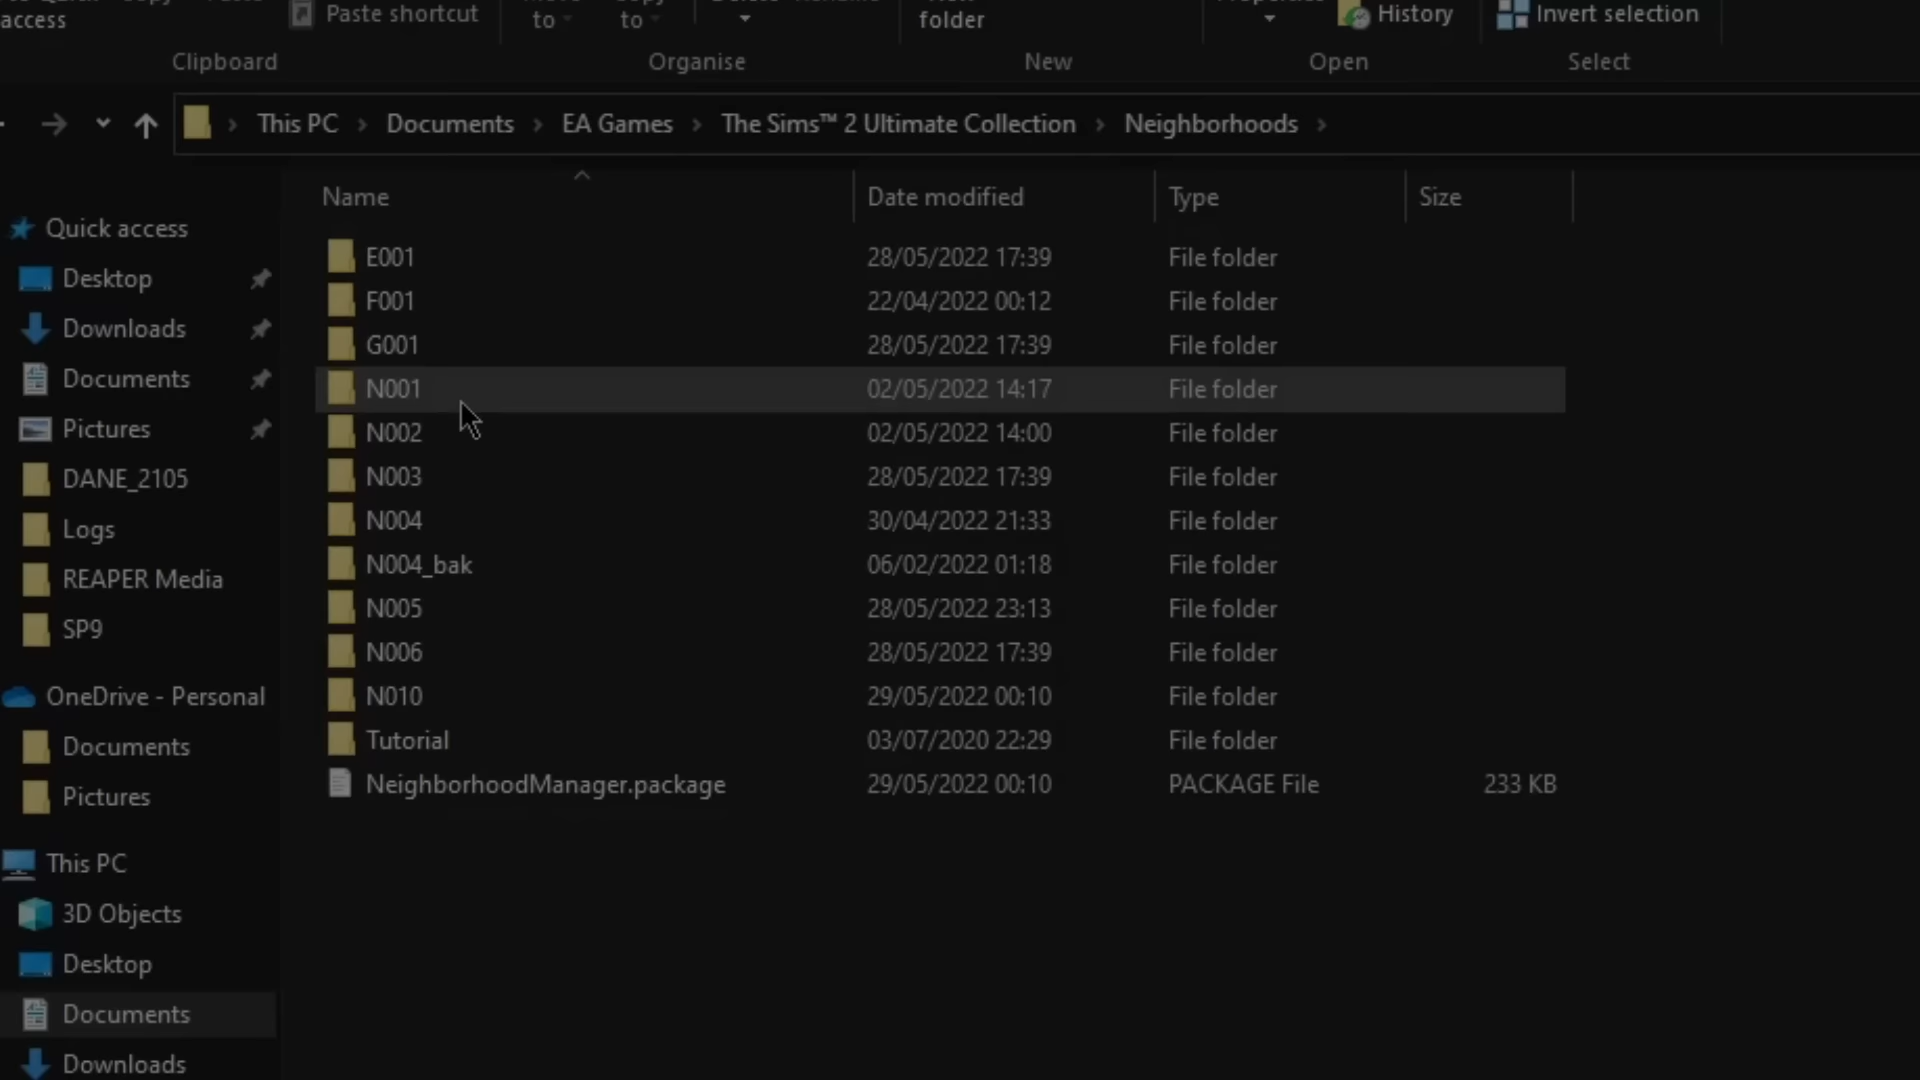 access
Paste shortcut
to
to
folder
History
Invert selection
Clipboard
Organise
New
Open
Select
This PC
Documents
EA Games
The Sims™ 2 Ultimate Collection
Neighborhoods
Name
Date modified
Type
Size
Quick access
Desktop
Downloads
Documents
Pictures
DANE_2105
Logs
REAPER Media
SP9
OneDrive - Personal
Documents
Pictures
This PC
3D Objects
Desktop
Documents
Downloads
E001 28/05/2022 17:39 File folder
F001 22/04/2022 00:12 File folder
G001 28/05/2022 17:39 File folder
N001 02/05/2022 14:17 File folder
N002 02/05/2022 14:00 File folder
N003 28/05/2022 17:39 File folder
N004 30/04/2022 21:33 File folder
N004_bak 06/02/2022 01:18 File folder
N005 28/05/2022 23:13 File folder
N006 28/05/2022 17:39 File folder
N010 29/05/2022 00:10 File folder
Tutorial 03/07/2020 22:29 File folder
NeighborhoodManager.package 29/05/2022 00:10 PACKAGE File 233 KB